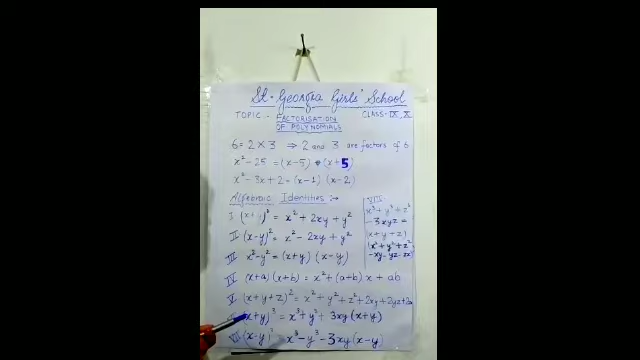 St. George's Girls' School
TOPIC - FACTORISATION OF POLYNOMIALS
CLASS - IX, X
6 = 2 × 3 ⇒ 2 and 3 are factors of 6
x² - 25 = (x-5) (x+5)
x² - 3x + 2 = (x-1) (x-2)
Algebraic Identities :-
I (x+y)² = x² + 2xy + y²
II (x-y)² = x² - 2xy + y²
III x² - y² = (x+y) (x-y)
IV (x+a) (x+b) = x² + (a+b) x + ab
V (x+y+z)² = x² + y² + z² + 2xy + 2yz + 2zx
(x+y)³ = x³ + y³ + 3xy (x+y)
VII (x-y)³ = x³ - y³ - 3xy (x-y)
VIII
x³ + y³ + z³
- 3xyz =
(x+y+z)
(x² + y² + z²
- xy - yz - zx)